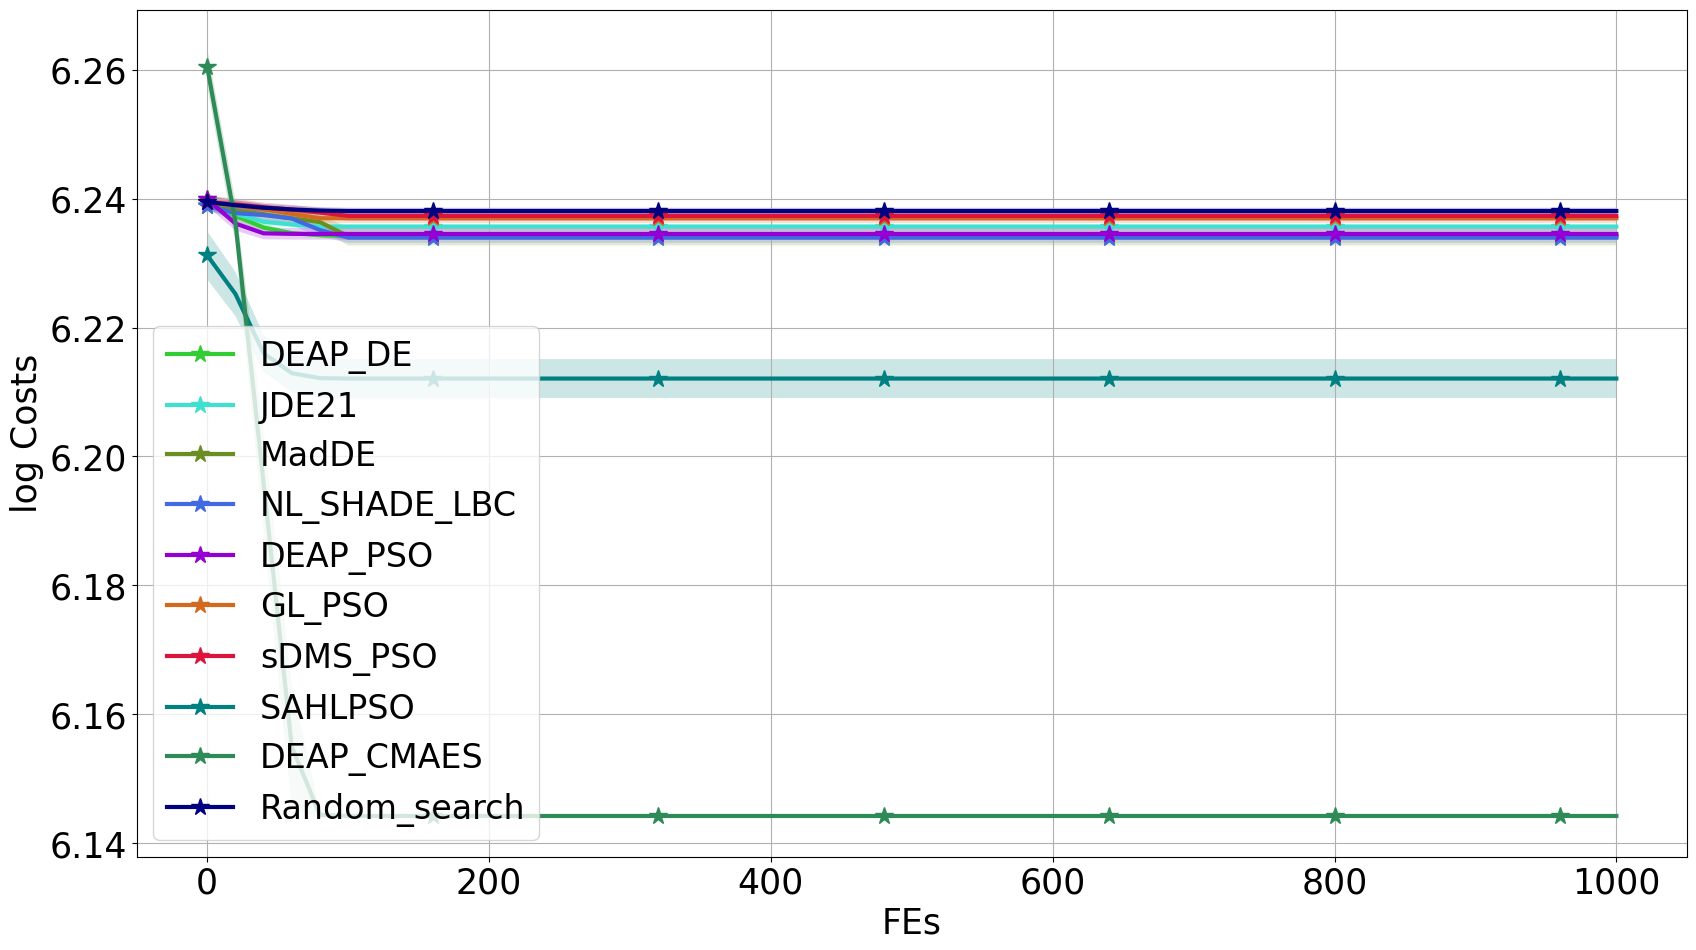 6.26
6.24
6.22
6.20
6.18
6.16
6.14
log Costs
DEAP_DE
JDE21
MadDE
NL_SHADE_LBC
DEAP_PSO
GL_PSO
sDMS_PSO
SAHLPSO
DEAP_CMAES
Random_search
0 200 400 600 800 1000
FEs